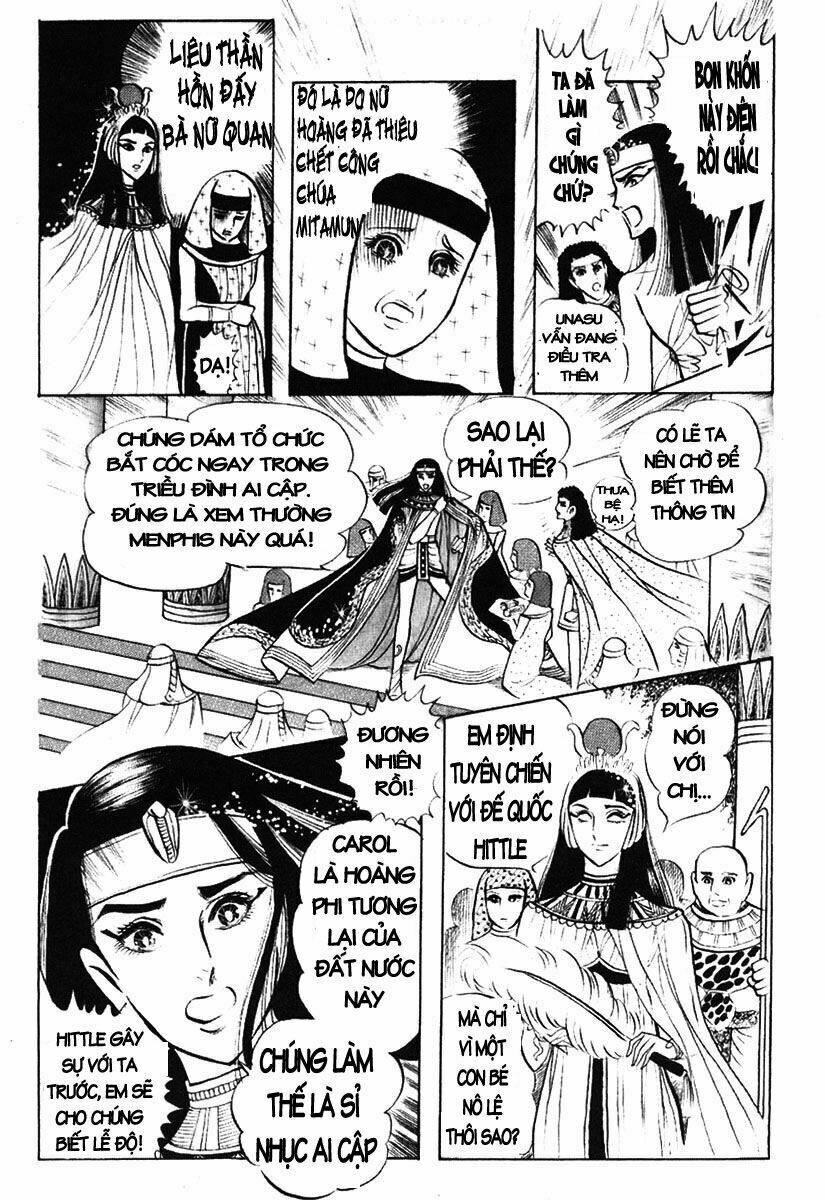 BỌN KHỐN
NÀY ĐIÊN
RỒI CHẮC!
TA ĐÃ
LÀM
GÌ
CHÚNG
CHỨ?
UNASU
VẪN ĐANG
ĐIỀU TRA
THÊM
ĐÓ LÀ DO NỮ
HOÀNG ĐÃ THIÊU
CHẾT CÔNG
CHÚA
MITAMUN
LIỆU THẦN
HỒN ĐẤY
BÀ NỮ QUAN
DẠ!
CÓ LẼ TA
NÊN CHỜ ĐỂ
BIẾT THÊM
THÔNG TIN
THƯA
BỆ
HẠ!
SAO LẠI
PHẢI THẾ?
CHÚNG DÁM TỔ CHỨC
BẮT CÓC NGAY TRONG
TRIỀU ĐÌNH AI CẬP.
ĐÚNG LÀ XEM THƯỜNG
MENPHIS NÀY QUÁ!
ĐỪNG
NÓI
VỚI
CHỊ...
EM ĐỊNH
TUYÊN CHIẾN
VỚI ĐẾ QUỐC
HITTLE
MÀ CHỈ
VÌ MỘT
CON BÉ
NÔ LỆ
THÔI SAO?
ĐƯƠNG
NHIÊN
RỒI!
CAROL
LÀ HOÀNG
PHI TƯƠNG
LAI CỦA
ĐẤT NƯỚC
NÀY
CHÚNG LÀM
THẾ LÀ SỈ
NHỤC AI CẬP
HITTLE GÂY
SỰ VỚI TA
TRƯỚC, EM SẼ
CHO CHÚNG
BIẾT LỄ ĐỘ!